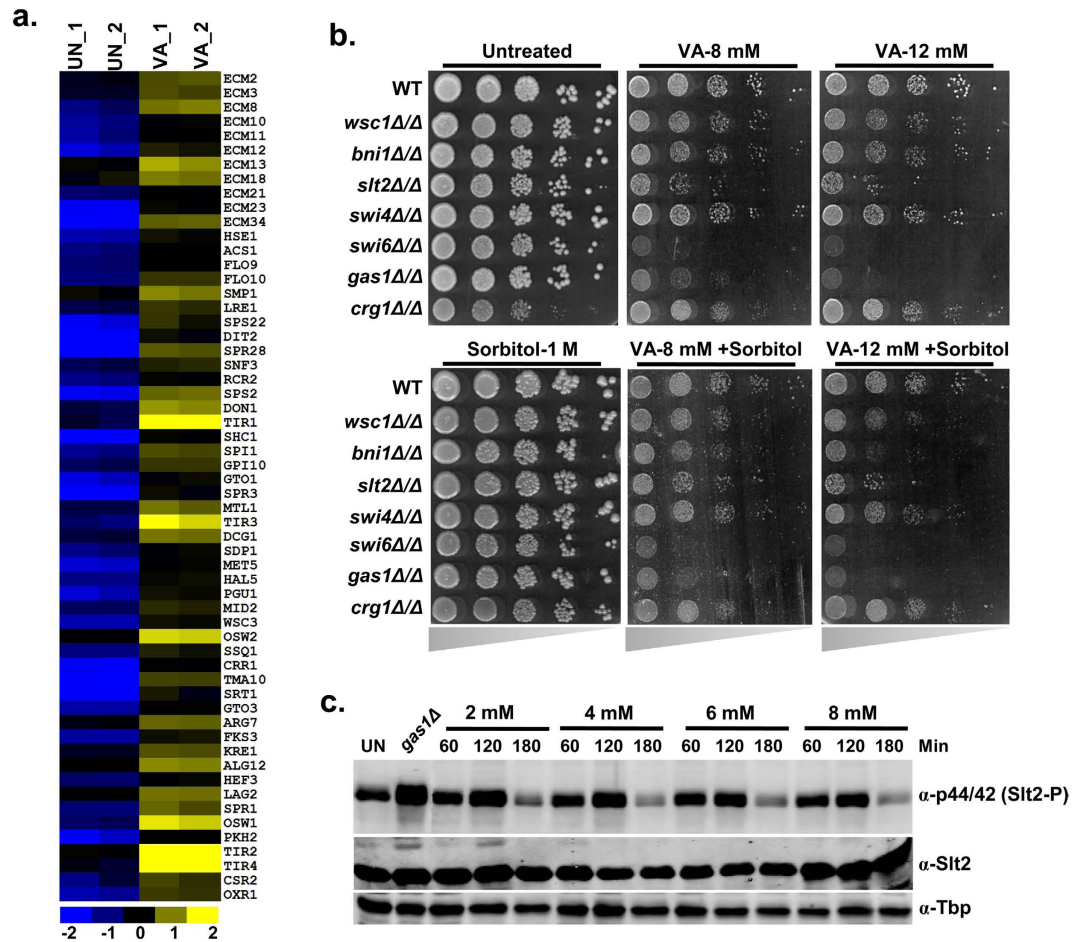 a.
UN_1 UN_2 VA_1 VA_2
ECM2
ECM3
ECM8
ECM10
ECM11
ECM12
ECM13
ECM18
ECM21
ECM23
ECM34
HSE1
ACS1
FLO9
FLO10
SMP1
LRE1
SPS22
DIT2
SPR28
SNF3
RCR2
SPS2
DON1
TIR1
SHC1
SPI1
GPI10
GTO1
SPR3
MTL1
TIR3
DCG1
SDP1
MET5
HAL5
PGU1
MID2
WSC3
OSW2
SSQ1
CRR1
TMA10
SRT1
GTO3
ARG7
FKS3
KRE1
ALG12
HEF3
LAG2
SPR1
OSW1
PKH2
TIR2
TIR4
CSR2
OXR1
-2 -1 0 1 2
b.
Untreated VA-8 mM VA-12 mM
WT
wsc1Δ/Δ
bni1Δ/Δ
slt2Δ/Δ
swi4Δ/Δ
swi6Δ/Δ
gas1Δ/Δ
crg1Δ/Δ
Sorbitol-1 M VA-8 mM +Sorbitol VA-12 mM +Sorbitol
WT
wsc1Δ/Δ
bni1Δ/Δ
slt2Δ/Δ
swi4Δ/Δ
swi6Δ/Δ
gas1Δ/Δ
crg1Δ/Δ
c.
2 mM 4 mM 6 mM 8 mM
UN gas1Δ 60 120 180 60 120 180 60 120 180 60 120 180 Min
α-p44/42 (Slt2-P)
α-Slt2
α-Tbp